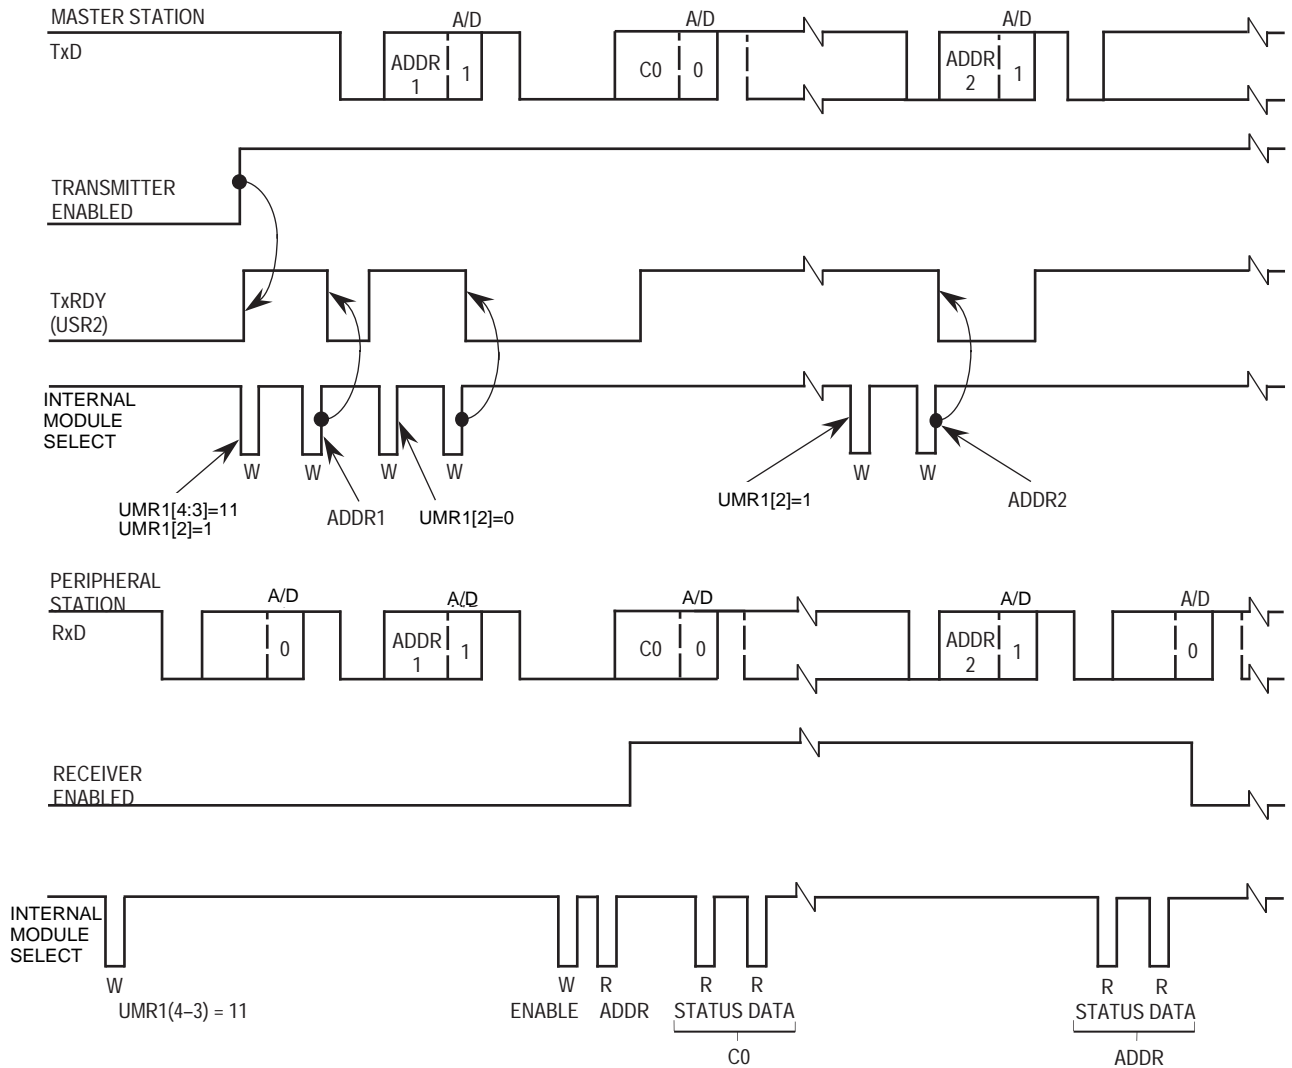 MASTER STATION
A/D A/D A/D
TxD
ADDR 1 1 C0 0 ADDR 2 1
TRANSMITTER
ENABLED
TxRDY
(USR2)
INTERNAL
MODULE
SELECT
W W W W W W
UMR1[4:3]=11
UMR1[2]=1
ADDR1
UMR1[2]=0
UMR1[2]=1
ADDR2
PERIPHERAL
STATION
A/D A/D A/D A/D A/D
RxD
0 ADDR 1 1 C0 0 ADDR 2 1 0
RECEIVER
ENABLED
INTERNAL
MODULE
SELECT
W W R R R R R
UMR1(4–3) = 11 ENABLE ADDR STATUS DATA STATUS DATA
C0 ADDR